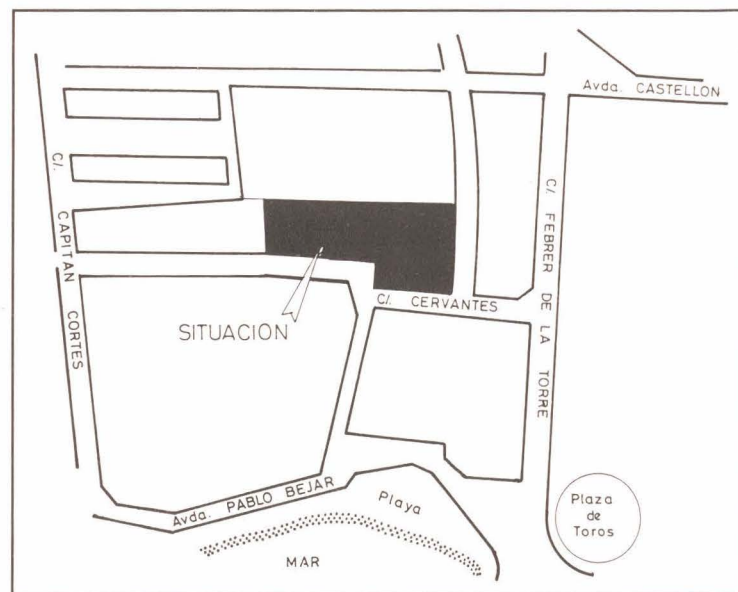 Avda. CASTELLON
C/. CAPITAN CORTES
C/. FEBRER DE LA TORRE
C/. CERVANTES
SITUACION
Avda. PABLO BEJAR
Playa
Plaza
de
Toros
MAR